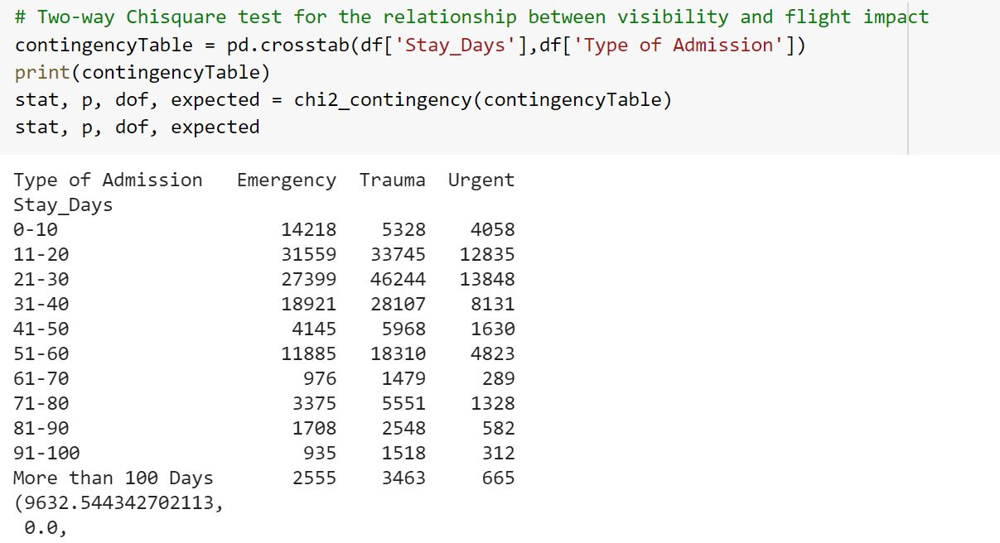 # Two-way Chisquare test for the relationship between visibility and flight impact
contingencyTable = pd.crosstab(df['Stay_Days'],df['Type of Admission'])
print(contingencyTable)
stat, p, dof, expected = chi2_contingency(contingencyTable)
stat, p, dof, expected
Type of Admission   Emergency  Trauma  Urgent
Stay_Days
0-10                    14218    5328    4058
11-20                   31559   33745   12835
21-30                   27399   46244   13848
31-40                   18921   28107    8131
41-50                    4145    5968    1630
51-60                   11885   18310    4823
61-70                     976    1479     289
71-80                    3375    5551    1328
81-90                    1708    2548     582
91-100                    935    1518     312
More than 100 Days       2555    3463     665
(9632.544342702113,
 0.0,